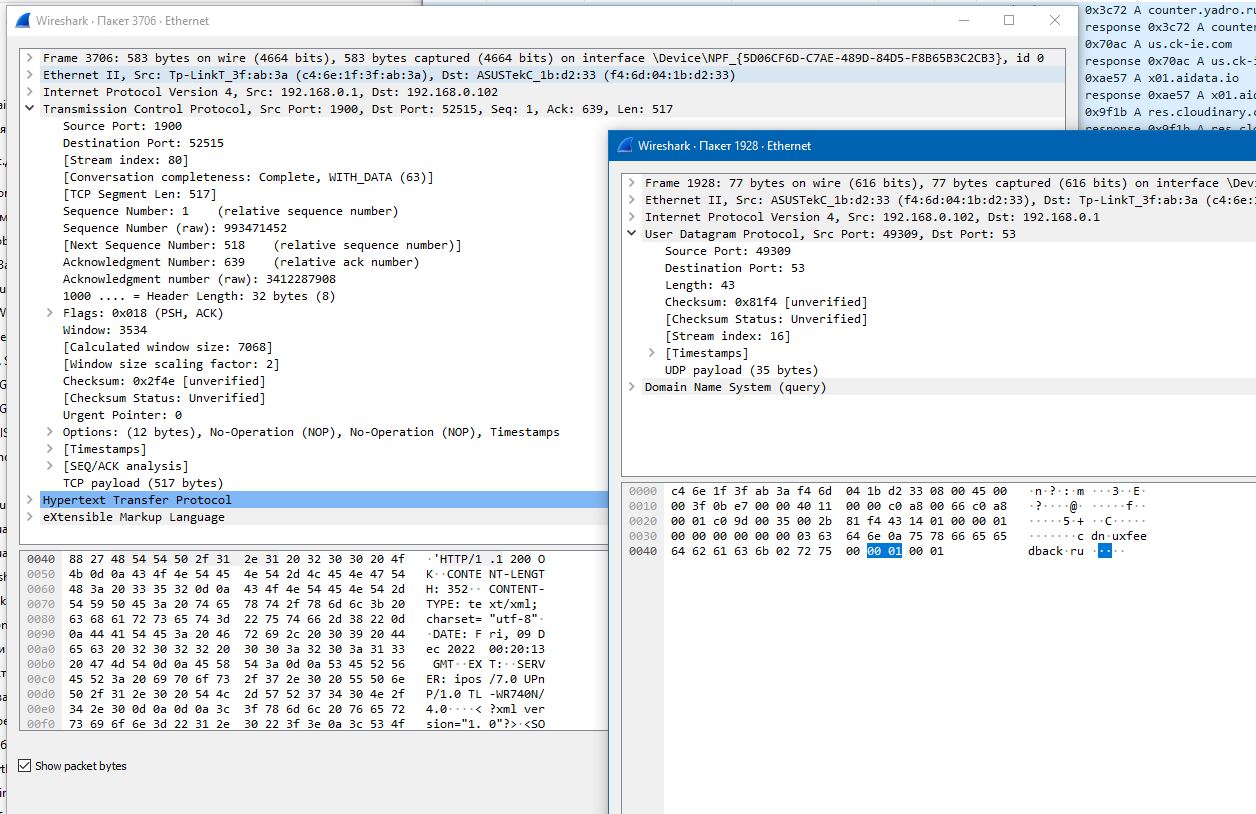 Wireshark · Пакет 3706 · Ethernet
Frame 3706: 583 bytes on wire (4664 bits), 583 bytes captured (4664 bits) on interface \Device\NPF_{5D06CF6D-C7AE-489D-84D5-F8B65B3C2CB3}, id 0
Ethernet II, Src: Tp-LinkT_3f:ab:3a (c4:6e:1f:3f:ab:3a), Dst: ASUSTekC_1b:d2:33 (f4:6d:04:1b:d2:33)
Internet Protocol Version 4, Src: 192.168.0.1, Dst: 192.168.0.102
Transmission Control Protocol, Src Port: 1900, Dst Port: 52515, Seq: 1, Ack: 639, Len: 517
Source Port: 1900
Destination Port: 52515
[Stream index: 80]
[Conversation completeness: Complete, WITH_DATA (63)]
[TCP Segment Len: 517]
Sequence Number: 1    (relative sequence number)
Sequence Number (raw): 993471452
[Next Sequence Number: 518    (relative sequence number)]
Acknowledgment Number: 639    (relative ack number)
Acknowledgment number (raw): 3412287908
1000 .... = Header Length: 32 bytes (8)
Flags: 0x018 (PSH, ACK)
Window: 3534
[Calculated window size: 7068]
[Window size scaling factor: 2]
Checksum: 0x2f4e [unverified]
[Checksum Status: Unverified]
Urgent Pointer: 0
Options: (12 bytes), No-Operation (NOP), No-Operation (NOP), Timestamps
[Timestamps]
[SEQ/ACK analysis]
TCP payload (517 bytes)
Hypertext Transfer Protocol
eXtensible Markup Language
0040 88 27 48 54 54 50 2f 31 2e 31 20 32 30 30 20 4f ·'HTTP/1 .1 200 O
0050 4b 0d 0a 43 4f 4e 54 45 4e 54 2d 4c 45 4e 47 54 K··CONTE NT-LENGT
0060 48 3a 20 33 35 32 0d 0a 43 4f 4e 54 45 4e 54 2d H: 352·· CONTENT-
0070 54 59 50 45 3a 20 74 65 78 74 2f 78 6d 6c 3b 20 TYPE: te xt/xml;
0080 63 68 61 72 73 65 74 3d 22 75 74 66 2d 38 22 0d charset= "utf-8"·
0090 0a 44 41 54 45 3a 20 46 72 69 2c 20 30 39 20 44 ·DATE: F ri, 09 D
00a0 65 63 20 32 30 32 32 20 30 30 3a 32 30 3a 31 33 ec 2022  00:20:13
00b0 20 47 4d 54 0d 0a 45 58 54 3a 0d 0a 53 45 52 56 GMT··EX T:··SERV
00c0 45 52 3a 20 69 70 6f 73 2f 37 2e 30 20 55 50 6e ER: ipos /7.0 UPn
00d0 50 2f 31 2e 30 20 54 4c 2d 57 52 37 34 30 4e 2f P/1.0 TL -WR740N/
00e0 34 2e 30 0d 0a 0d 0a 3c 3f 78 6d 6c 20 76 65 72 4.0····< ?xml ver
00f0 73 69 6f 6e 3d 22 31 2e 30 22 3f 3e 0a 3c 53 4f sion="1. 0"?>·<SO
Show packet bytes
0x3c72 A counter.yadro.ru
response 0x3c72 A counter
0x70ac A us.ck-ie.com
response 0x70ac A us.ck-i
0xae57 A x01.aidata.io
response 0xae57 A x01.aid
0x9f1b A res.cloudinary.c
response 0x9f1b A res.cl
Wireshark · Пакет 1928 · Ethernet
Frame 1928: 77 bytes on wire (616 bits), 77 bytes captured (616 bits) on interface \Devi
Ethernet II, Src: ASUSTekC_1b:d2:33 (f4:6d:04:1b:d2:33), Dst: Tp-LinkT_3f:ab:3a (c4:6e:1
Internet Protocol Version 4, Src: 192.168.0.102, Dst: 192.168.0.1
User Datagram Protocol, Src Port: 49309, Dst Port: 53
Source Port: 49309
Destination Port: 53
Length: 43
Checksum: 0x81f4 [unverified]
[Checksum Status: Unverified]
[Stream index: 16]
[Timestamps]
UDP payload (35 bytes)
Domain Name System (query)
0000 c4 6e 1f 3f ab 3a f4 6d 04 1b d2 33 08 00 45 00 ·n·?·:·m ···3··E·
0010 00 3f 0b e7 00 00 40 11 00 00 c0 a8 00 66 c0 a8 ·?····@· ·····f··
0020 00 01 c0 9d 00 35 00 2b 81 f4 43 14 01 00 00 01 ·····5·+ ··C·····
0030 00 00 00 00 00 00 03 63 64 6e 0a 75 78 66 65 65 ·······c dn·uxfee
0040 64 62 61 63 6b 02 72 75 00 00 01 00 01 dback·ru ·····